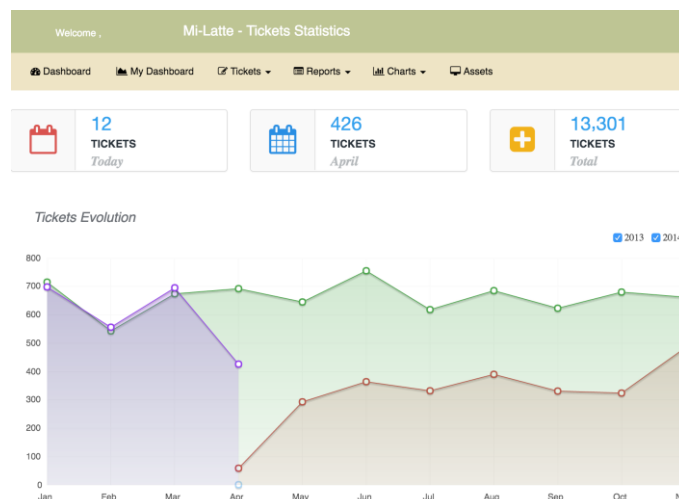 Welcome ,
Mi-Latte - Tickets Statistics
Dashboard My Dashboard Tickets Reports Charts Assets
12
TICKETS
Today
426
TICKETS
April
13,301
TICKETS
Total
Tickets Evolution
2013 2014
800
700
600
500
400
300
200
100
0
Jan Feb Mar Apr May Jun Jul Aug Sep Oct